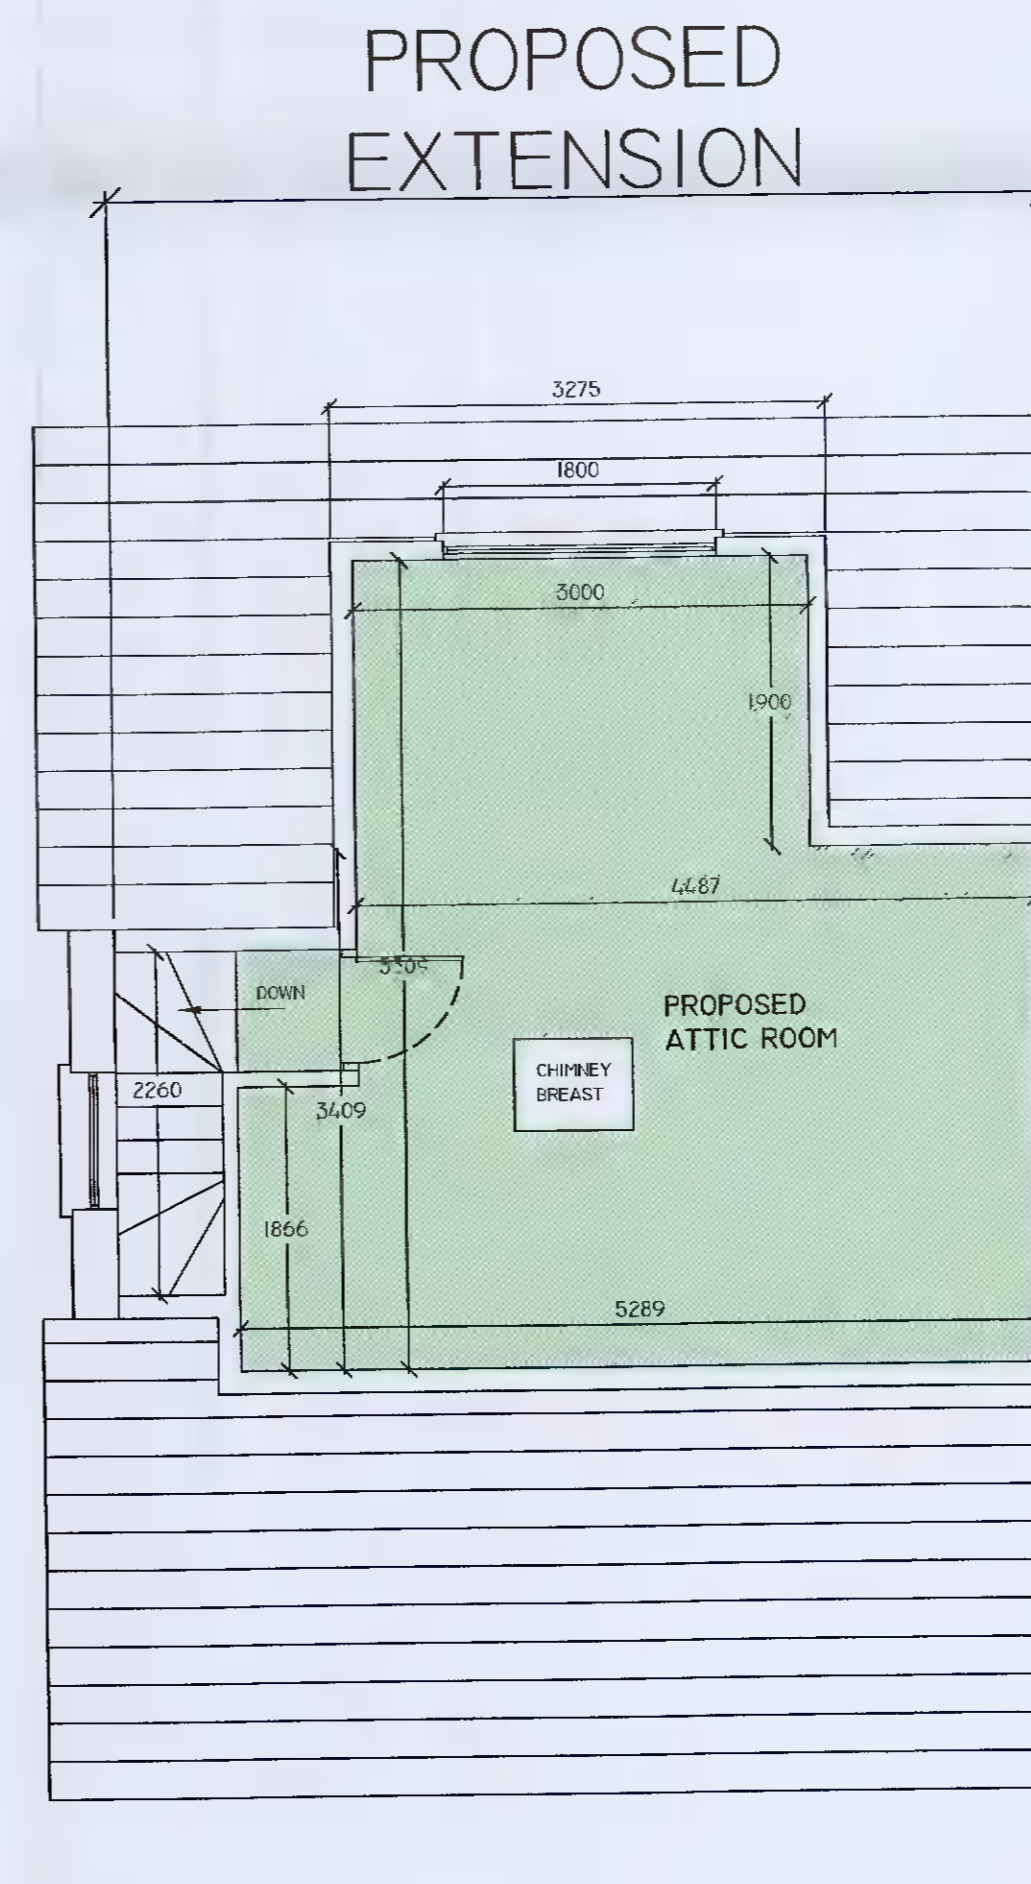 PROPOSED
EXTENSION
3275
1800
3000
1900
4487
DOWN
PROPOSED
ATTIC ROOM
CHIMNEY
BREAST
2260
3409
1866
5289